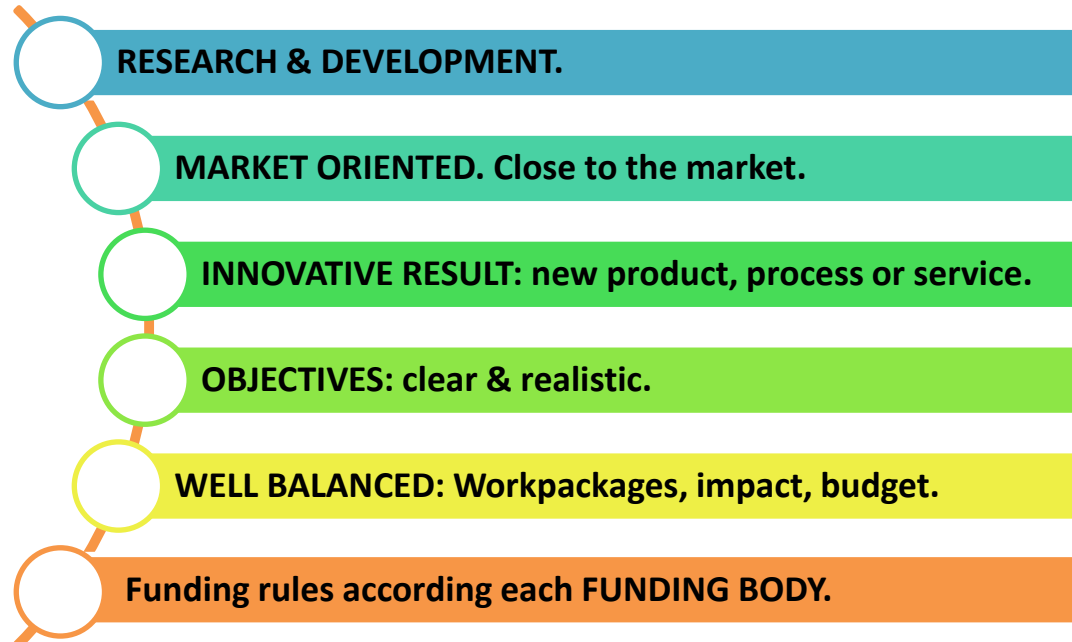 RESEARCH & DEVELOPMENT.
MARKET ORIENTED. Close to the market.
INNOVATIVE RESULT: new product, process or service.
OBJECTIVES: clear & realistic.
WELL BALANCED: Workpackages, impact, budget.
Funding rules according each FUNDING BODY.